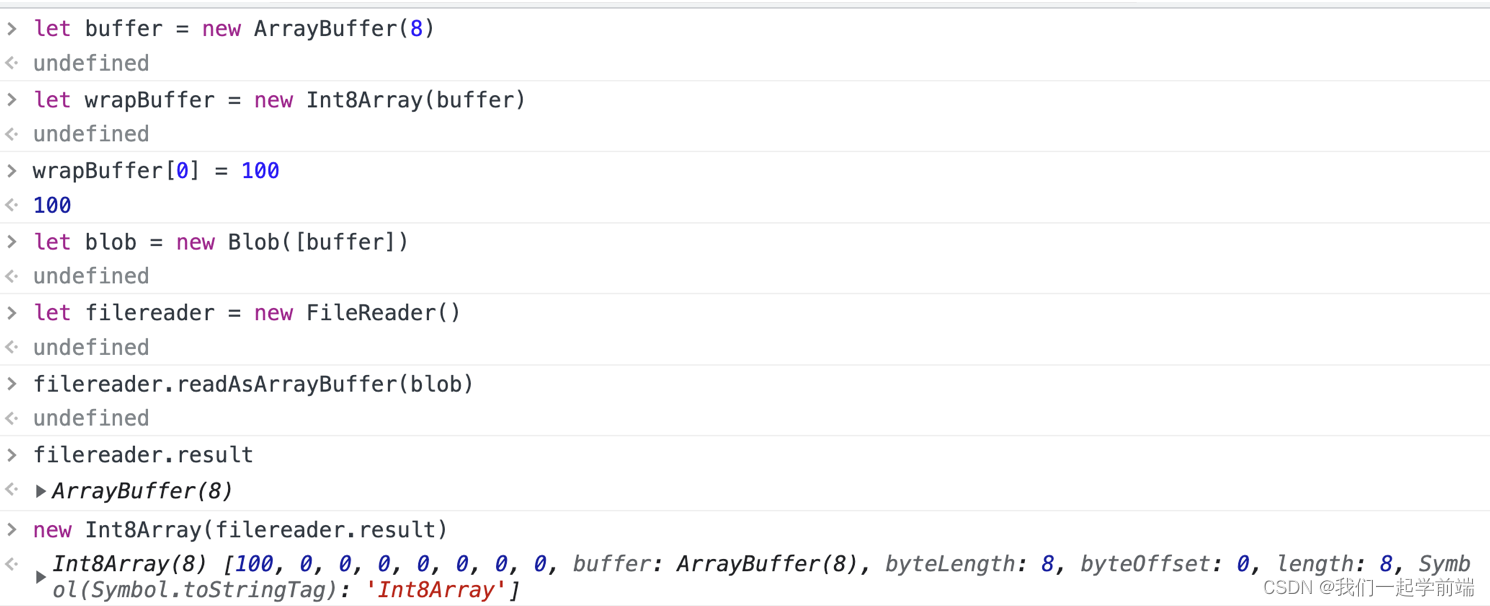 let buffer = new ArrayBuffer(8)
undefined
let wrapBuffer = new Int8Array(buffer)
undefined
wrapBuffer[0] = 100
100
let blob = new Blob([buffer])
undefined
let filereader = new FileReader()
undefined
filereader.readAsArrayBuffer(blob)
undefined
filereader.result
ArrayBuffer(8)
new Int8Array(filereader.result)
Int8Array(8) [100, 0, 0, 0, 0, 0, 0, 0, buffer: ArrayBuffer(8), byteLength: 8, byteOffset: 0, length: 8, Symb
ol(Symbol.toStringTag): 'Int8Array']
CSDN @我们一起学前端